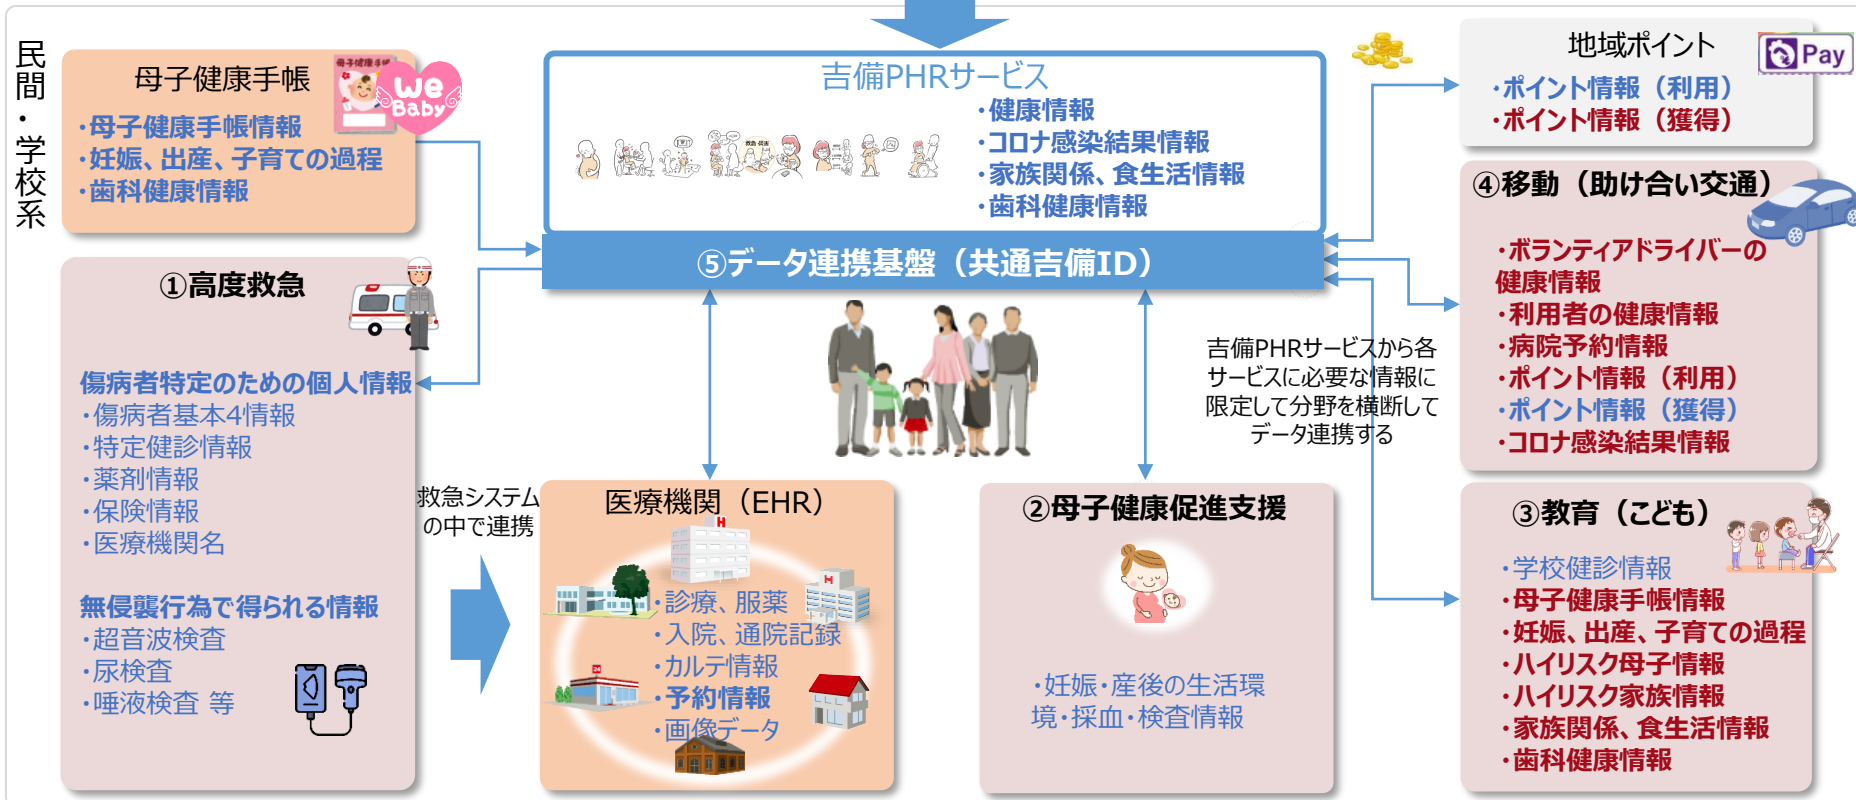 民間・学校系
母子健康手帳
母子健康手帳
We
Baby
・母子健康手帳情報
・妊娠、出産、子育ての過程
・歯科健康情報
吉備PHRサービス
・健康情報
・コロナ感染結果情報
・家族関係、食生活情報
・歯科健康情報
地域ポイント
Pay
・ポイント情報（利用）
・ポイント情報（獲得）
⑤データ連携基盤（共通吉備ID）
①高度救急
傷病者特定のための個人情報
・傷病者基本4情報
・特定健診情報
・薬剤情報
・保険情報
・医療機関名
無侵襲行為で得られる情報
・超音波検査
・尿検査
・唾液検査 等
救急システム
の中で連携
医療機関（EHR）
H
H
24
・診療、服薬
・入院、通院記録
・カルテ情報
・予約情報
・画像データ
②母子健康促進支援
・妊娠・産後の生活環
境・採血・検査情報
吉備PHRサービスから各
サービスに必要な情報に
限定して分野を横断して
データ連携する
④移動（助け合い交通）
・ボランティアドライバーの
健康情報
・利用者の健康情報
・病院予約情報
・ポイント情報（利用）
・ポイント情報（獲得）
・コロナ感染結果情報
③教育（こども）
・学校健診情報
・母子健康手帳情報
・妊娠、出産、子育ての過程
・ハイリスク母子情報
・ハイリスク家族情報
・家族関係、食生活情報
・歯科健康情報